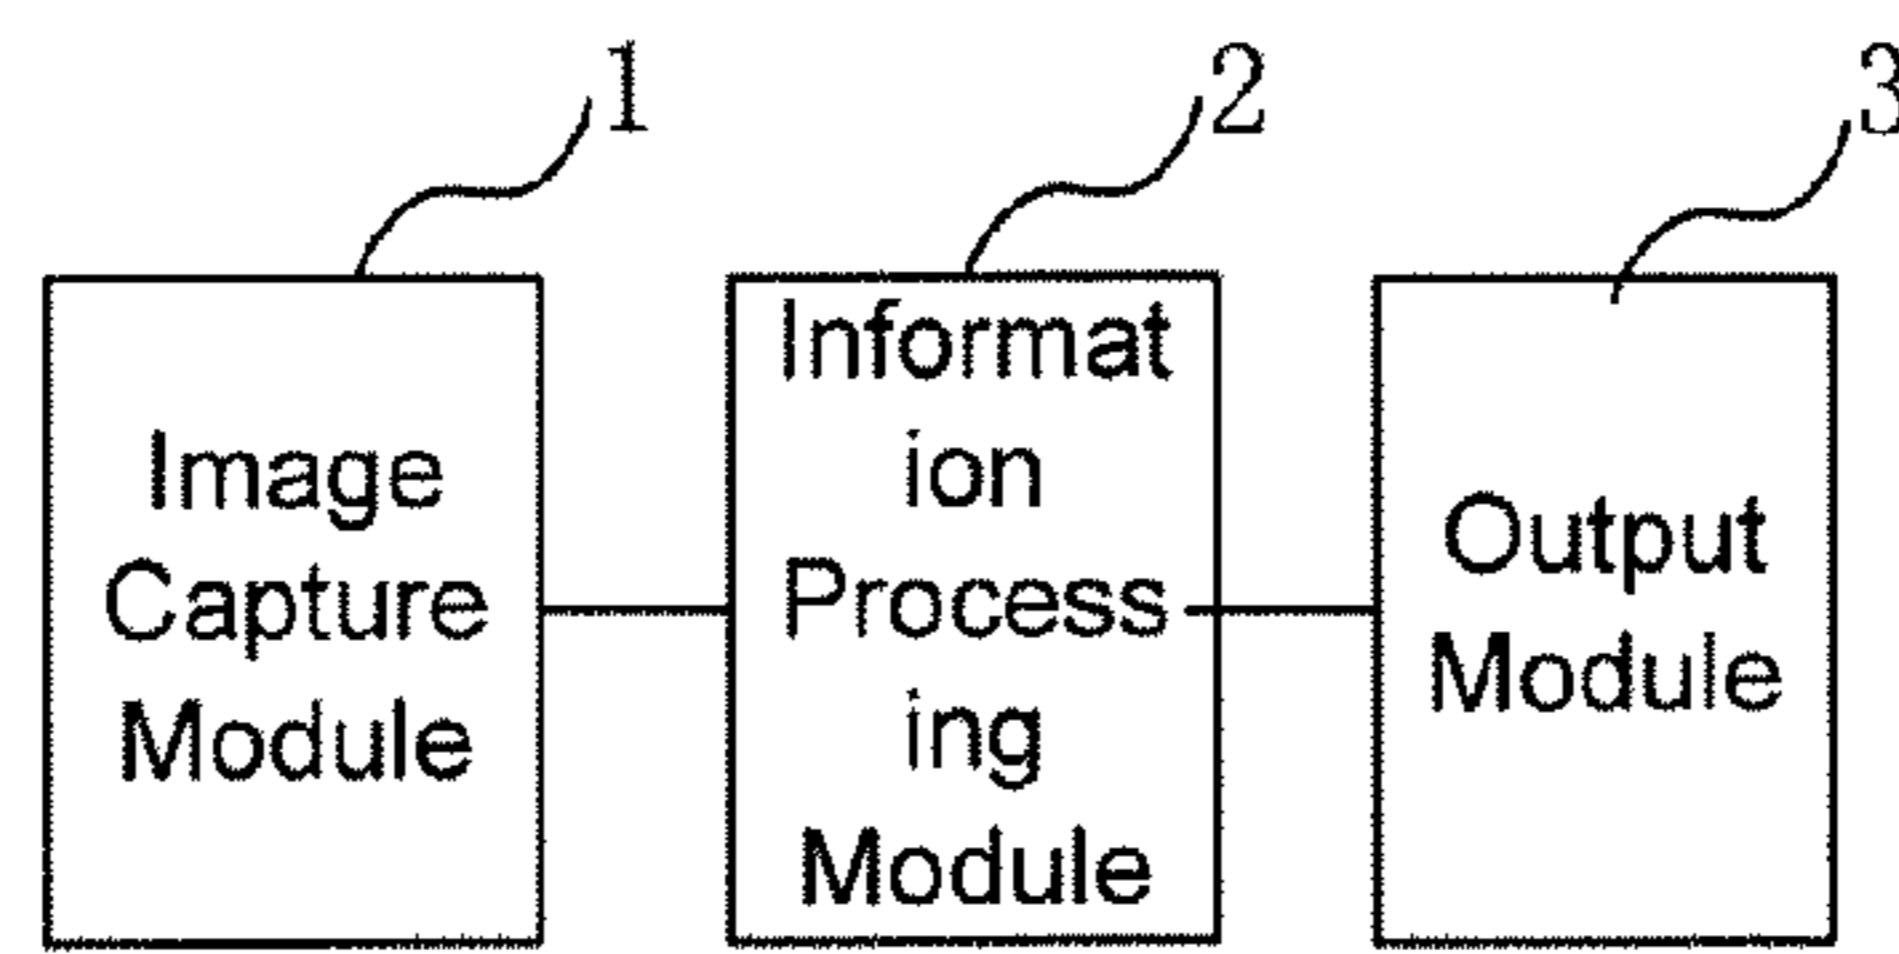 1
2
3
Image
Capture
Module
Informat
ion
Process
ing
Module
Output
Module